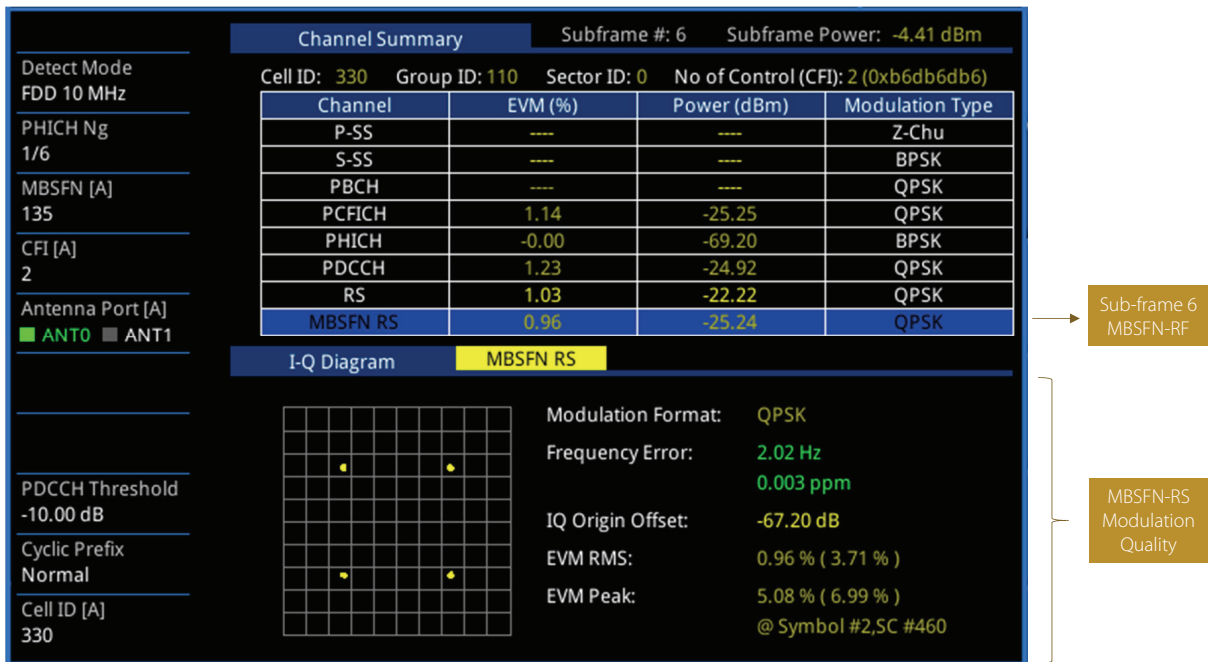 Channel Summary Subframe #: 6 Subframe Power: -4.41 dBm
Detect Mode
FDD 10 MHz
PHICH Ng
1/6
MBSFN [A]
135
CFI [A]
2
Antenna Port [A]
ANT0 ANT1
PDCCH Threshold
-10.00 dB
Cyclic Prefix
Normal
Cell ID [A]
330
Cell ID: 330 Group ID: 110 Sector ID: 0 No of Control (CFI): 2 (0xb6db6db6)
Channel EVM (%) Power (dBm) Modulation Type
P-SS ---- ---- Z-Chu
S-SS ---- ---- BPSK
PBCH ---- ---- QPSK
PCFICH 1.14 -25.25 QPSK
PHICH -0.00 -69.20 BPSK
PDCCH 1.23 -24.92 QPSK
RS 1.03 -22.22 QPSK
MBSFN RS 0.96 -25.24 QPSK
I-Q Diagram MBSFN RS
Modulation Format: QPSK
Frequency Error: 2.02 Hz
0.003 ppm
IQ Origin Offset: -67.20 dB
EVM RMS: 0.96 % ( 3.71 % )
EVM Peak: 5.08 % ( 6.99 % )
@ Symbol #2,SC #460
Sub-frame 6
MBSFN-RF
MBSFN-RS
Modulation
Quality